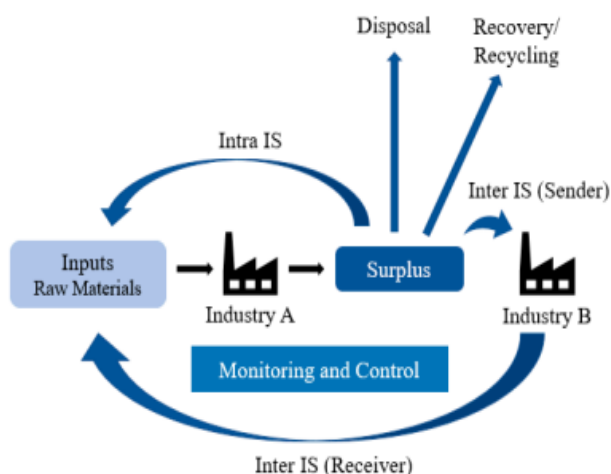 Disposal
Recovery/
Recycling
Intra IS
Inter IS (Sender)
Inputs
Raw Materials
Industry A
Surplus
Industry B
Monitoring and Control
Inter IS (Receiver)